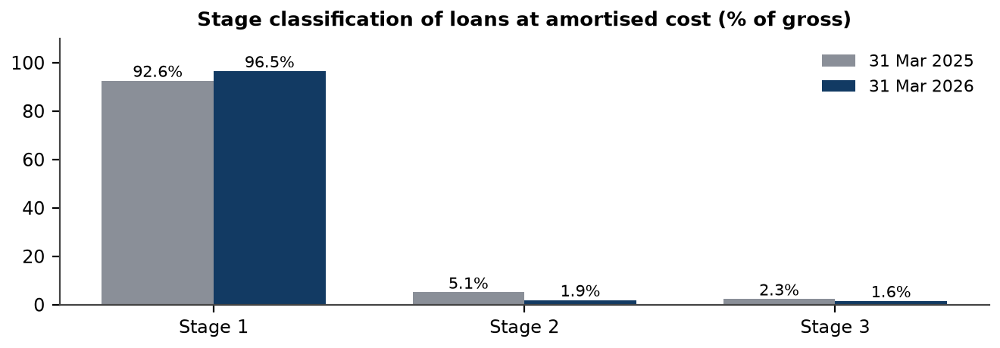 Stage classification of loans at amortised cost (% of gross)
31 Mar 2025
31 Mar 2026
100
80
60
40
20
0
92.6%
96.5%
5.1%
1.9%
2.3%
1.6%
Stage 1
Stage 2
Stage 3